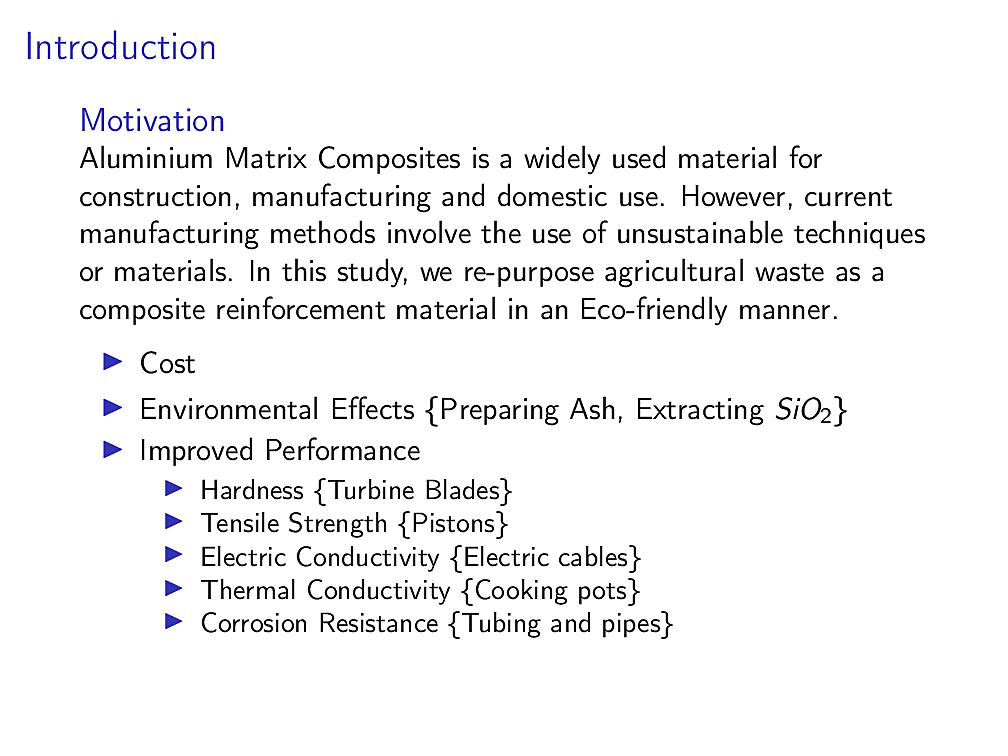 Introduction
Motivation
Aluminium Matrix Composites is a widely used material for
construction, manufacturing and domestic use. However, current
manufacturing methods involve the use of unsustainable techniques
or materials. In this study, we re-purpose agricultural waste as a
composite reinforcement material in an Eco-friendly manner.
▶ Cost
▶ Environmental Effects {Preparing Ash, Extracting SiO₂}
▶ Improved Performance
▶ Hardness {Turbine Blades}
▶ Tensile Strength {Pistons}
▶ Electric Conductivity {Electric cables}
▶ Thermal Conductivity {Cooking pots}
▶ Corrosion Resistance {Tubing and pipes}